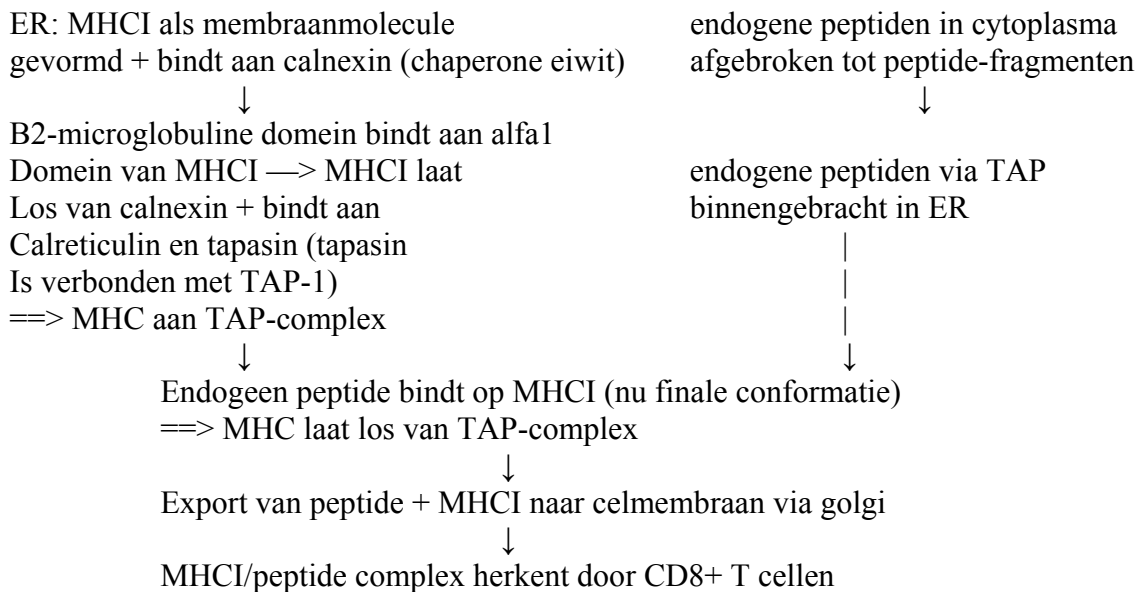 ER: MHCI als membraanmolecule
gevormd + bindt aan calnexin (chaperone eiwit)
↓
B2-microglobuline domein bindt aan alfa1
Domein van MHCI —> MHCI laat
Los van calnexin + bindt aan
Calreticulin en tapasin (tapasin
Is verbonden met TAP-1)
==> MHC aan TAP-complex
↓
endogene peptiden in cytoplasma
afgebroken tot peptide-fragmenten
↓
endogene peptiden via TAP
binnengebracht in ER
|
|
|
↓
Endogeen peptide bindt op MHCI (nu finale conformatie)
==> MHC laat los van TAP-complex
↓
Export van peptide + MHCI naar celmembraan via golgi
↓
MHCI/peptide complex herkent door CD8+ T cellen